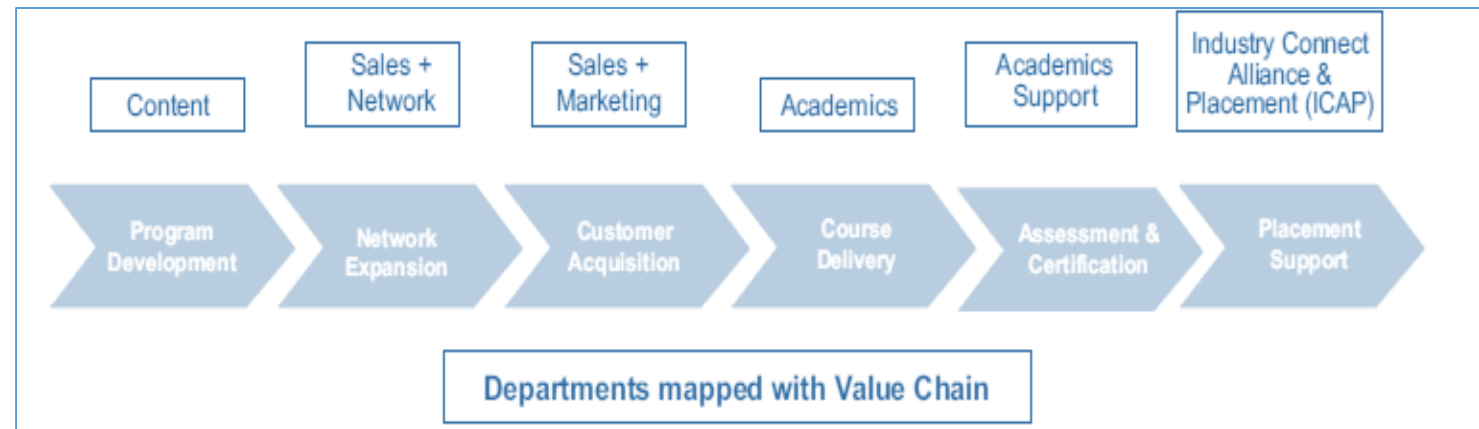 Content
Sales +
Network
Sales +
Marketing
Academics
Academics
Support
Industry Connect
Alliance &
Placement (ICAP)
Program
Development
Network
Expansion
Customer
Acquisition
Course
Delivery
Assessment &
Certification
Placement
Support
Departments mapped with Value Chain